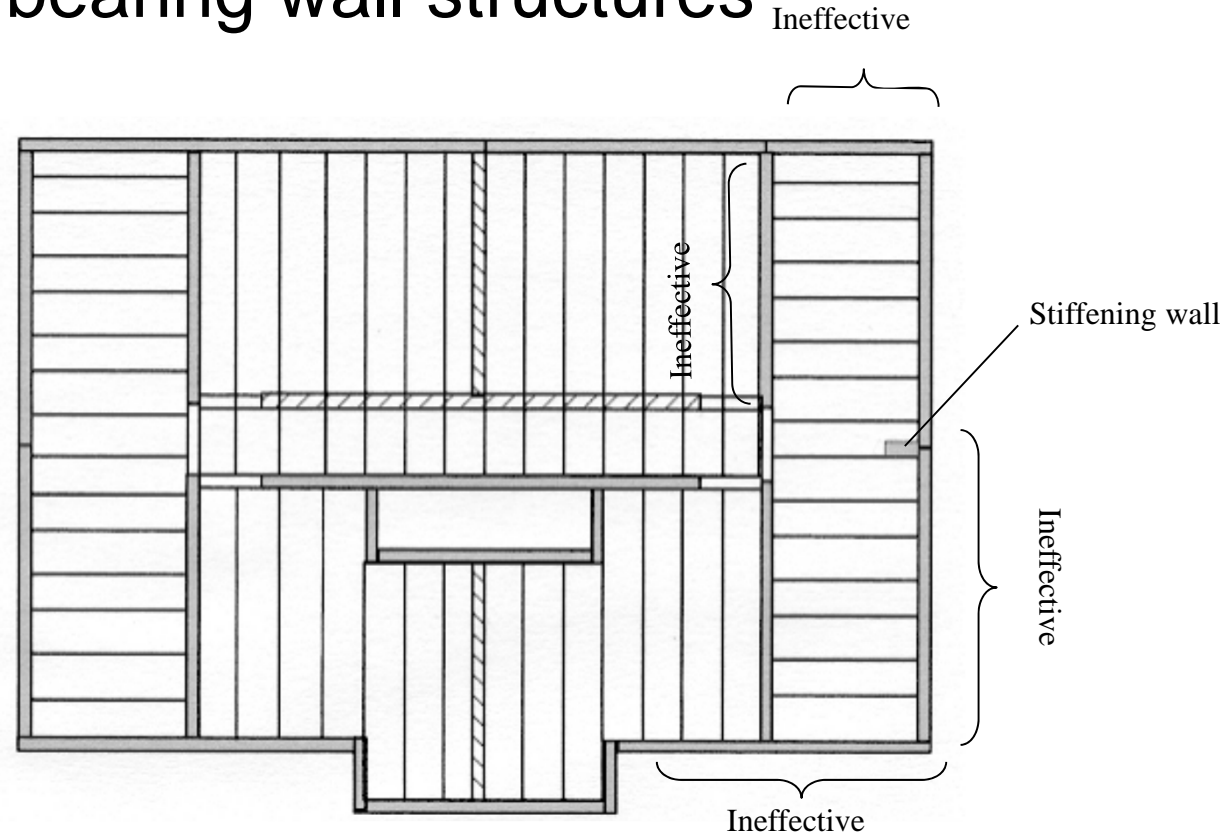 bearing wall structures
Ineffective
Ineffective
Stiffening wall
Ineffective
Ineffective